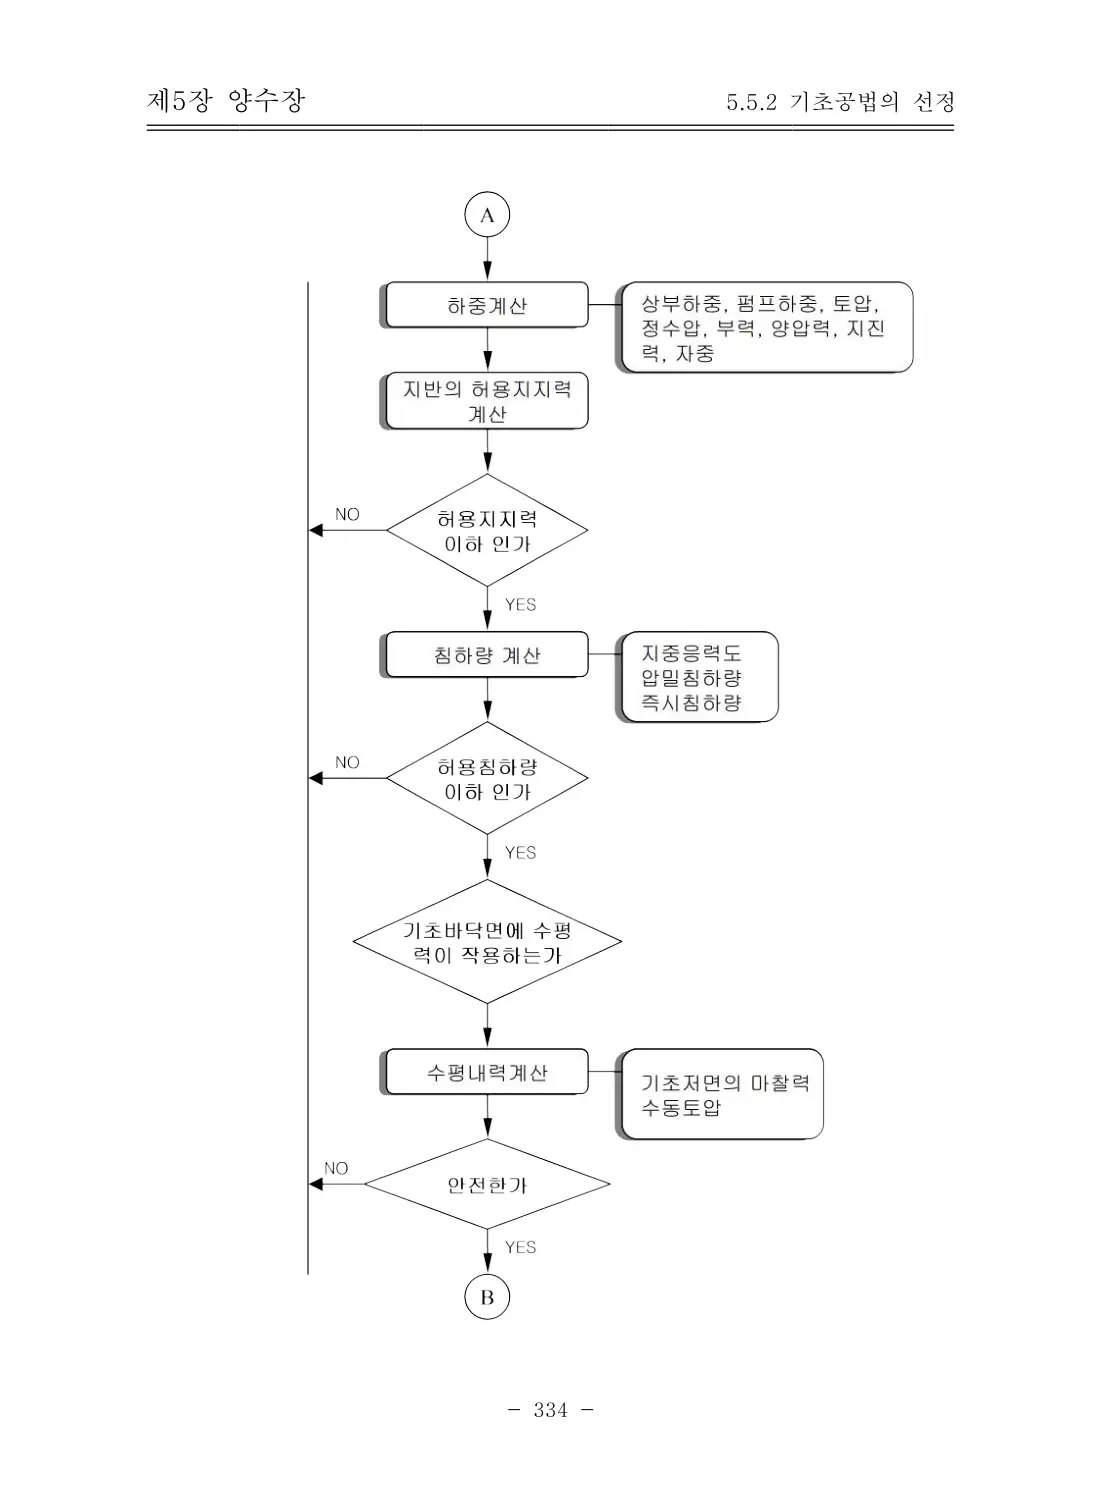 제5장 양수장
5.5.2 기초공법의 선정
A
하중계산
상부하중, 펌프하중, 토압,
정수압, 부력, 양압력, 지진
력, 자중
지반의 허용지지력
계산
NO
허용지지력
이하 인가
YES
침하량 계산
지중응력도
압밀침하량
즉시침하량
NO
허용침하량
이하 인가
YES
기초바닥면에 수평
력이 작용하는가
수평내력계산
기초저면의 마찰력
수동토압
NO
안전한가
YES
B
- 334 -